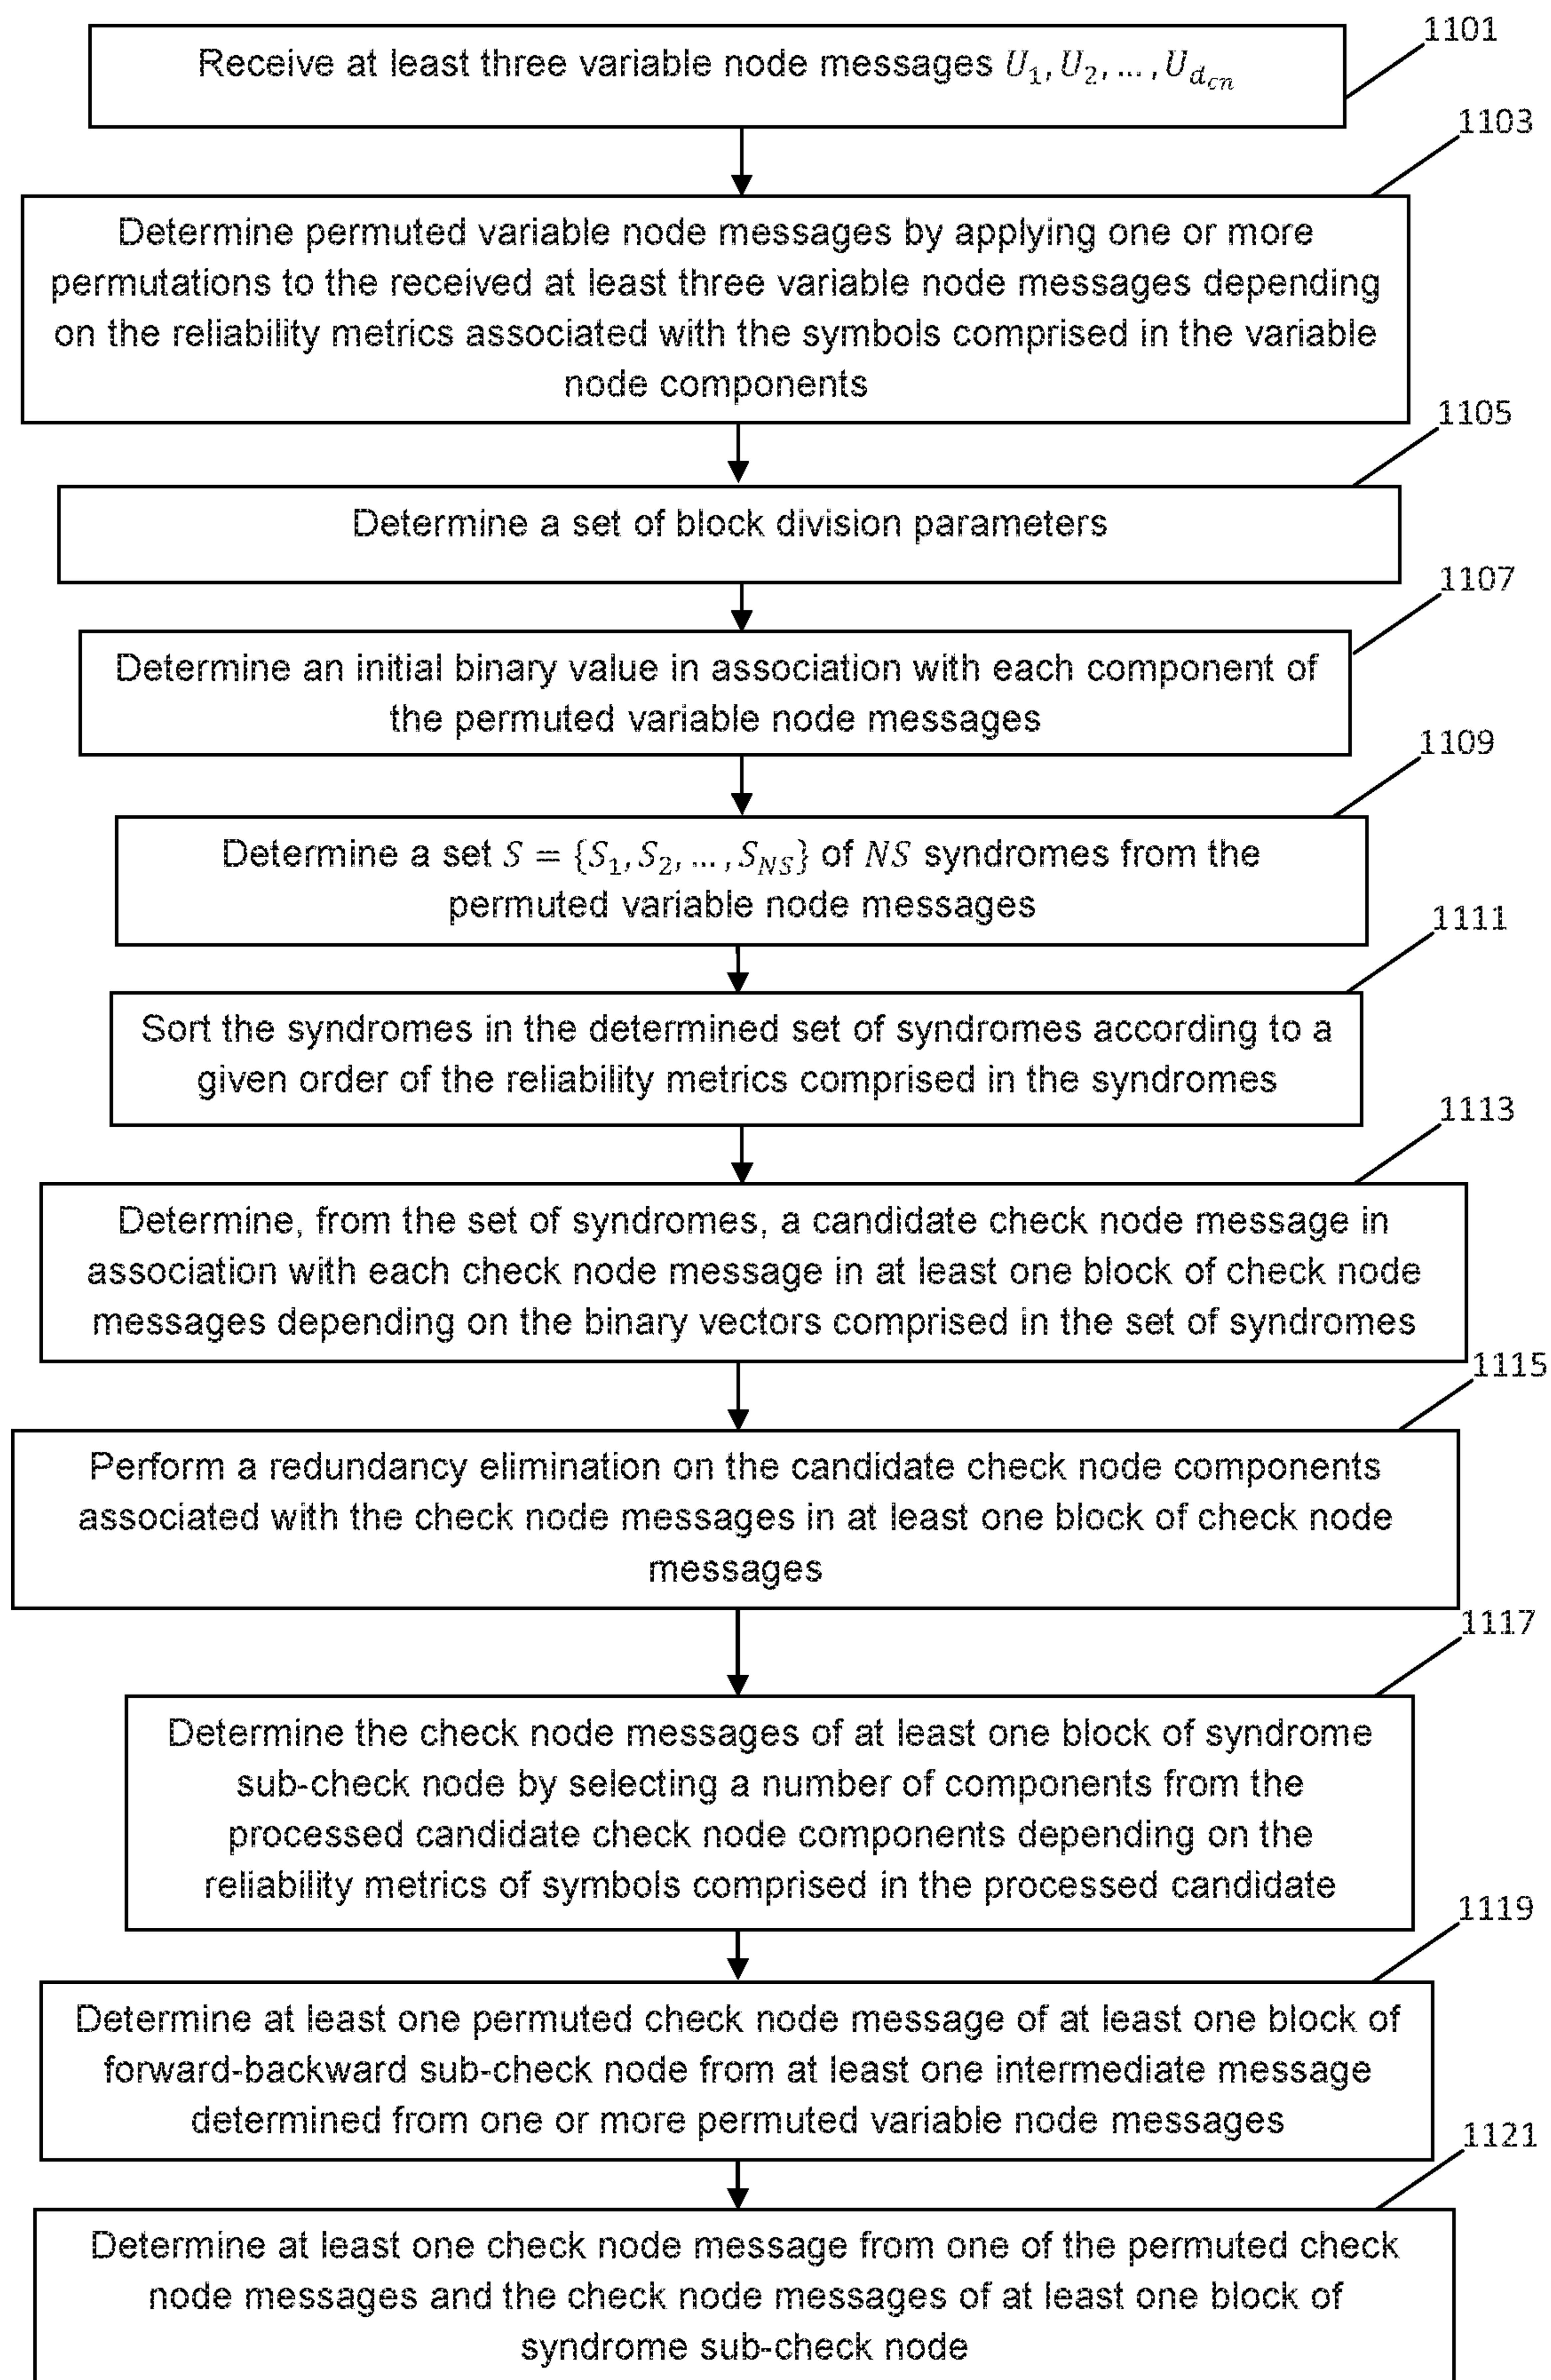 1101
Receive at least three variable node messages U₁, U₂, ..., U_{d_{cn}}
1103
Determine permuted variable node messages by applying one or more
permutations to the received at least three variable node messages depending
on the reliability metrics associated with the symbols comprised in the variable
node components
1105
Determine a set of block division parameters
1107
Determine an initial binary value in association with each component of
the permuted variable node messages
1109
Determine a set S = {S₁, S₂, ..., S_{NS}} of NS syndromes from the
permuted variable node messages
1111
Sort the syndromes in the determined set of syndromes according to a
given order of the reliability metrics comprised in the syndromes
1113
Determine, from the set of syndromes, a candidate check node message in
association with each check node message in at least one block of check node
messages depending on the binary vectors comprised in the set of syndromes
1115
Perform a redundancy elimination on the candidate check node components
associated with the check node messages in at least one block of check node
messages
1117
Determine the check node messages of at least one block of syndrome
sub-check node by selecting a number of components from the
processed candidate check node components depending on the
reliability metrics of symbols comprised in the processed candidate
1119
Determine at least one permuted check node message of at least one block of
forward-backward sub-check node from at least one intermediate message
determined from one or more permuted variable node messages
1121
Determine at least one check node message from one of the permuted check
node messages and the check node messages of at least one block of
syndrome sub-check node